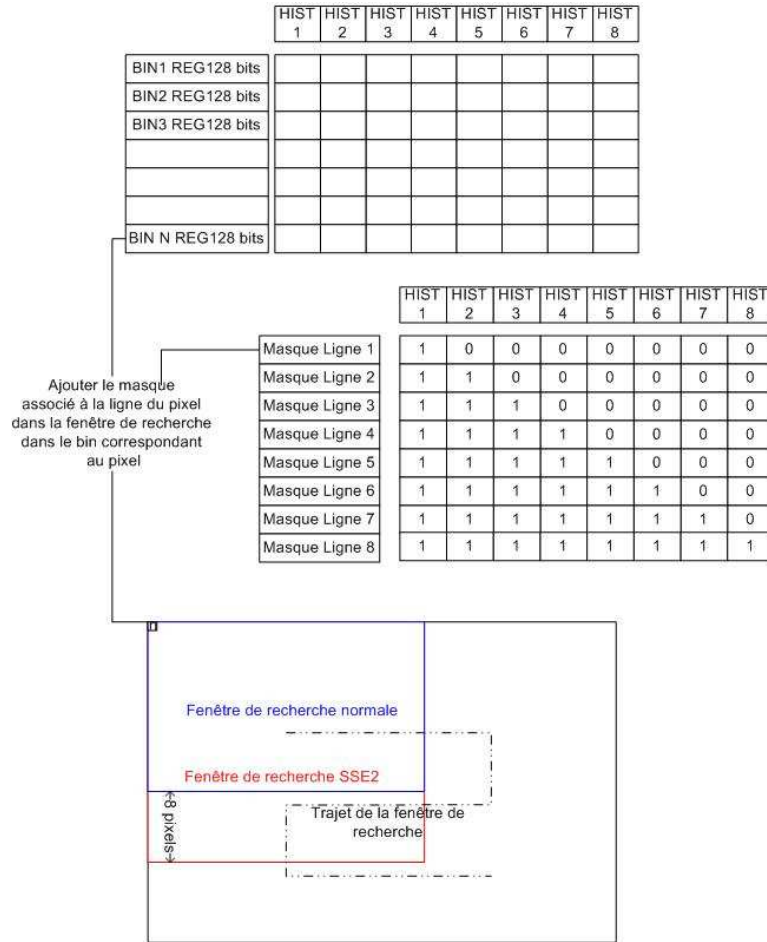 HIST 1 HIST 2 HIST 3 HIST 4 HIST 5 HIST 6 HIST 7 HIST 8
BIN1 REG128 bits
BIN2 REG128 bits
BIN3 REG128 bits
BIN N REG128 bits
HIST 1 HIST 2 HIST 3 HIST 4 HIST 5 HIST 6 HIST 7 HIST 8
Masque Ligne 1 1 0 0 0 0 0 0 0
Masque Ligne 2 1 1 0 0 0 0 0 0
Masque Ligne 3 1 1 1 0 0 0 0 0
Masque Ligne 4 1 1 1 1 0 0 0 0
Masque Ligne 5 1 1 1 1 1 0 0 0
Masque Ligne 6 1 1 1 1 1 1 0 0
Masque Ligne 7 1 1 1 1 1 1 1 0
Masque Ligne 8 1 1 1 1 1 1 1 1
Ajouter le masque
associé à la ligne du pixel
dans la fenêtre de recherche
dans le bin correspondant
au pixel
Fenêtre de recherche normale
Fenêtre de recherche SSE2
8 pixels
Trajet de la fenêtre de
recherche